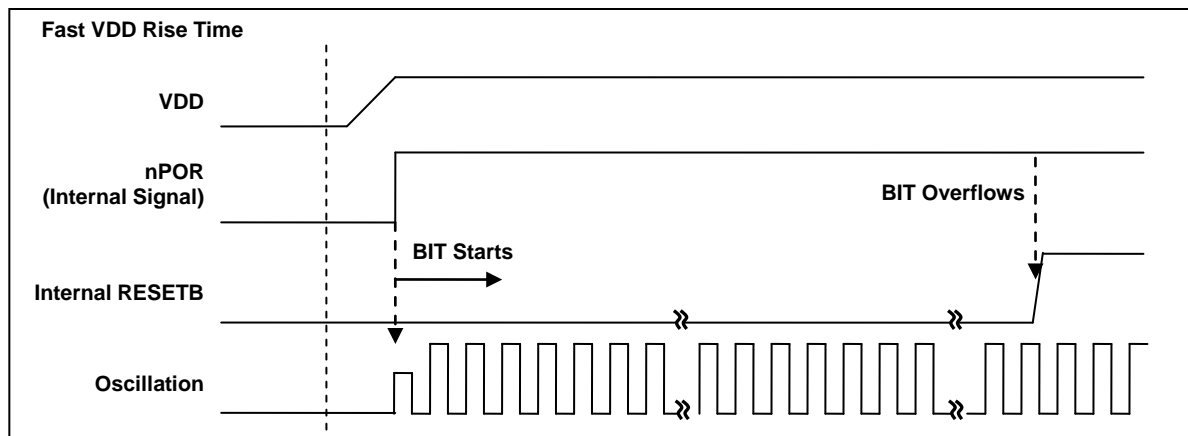 Fast VDD Rise Time
VDD
nPOR
(Internal Signal)
BIT Overflows
BIT Starts
Internal RESETB
Oscillation